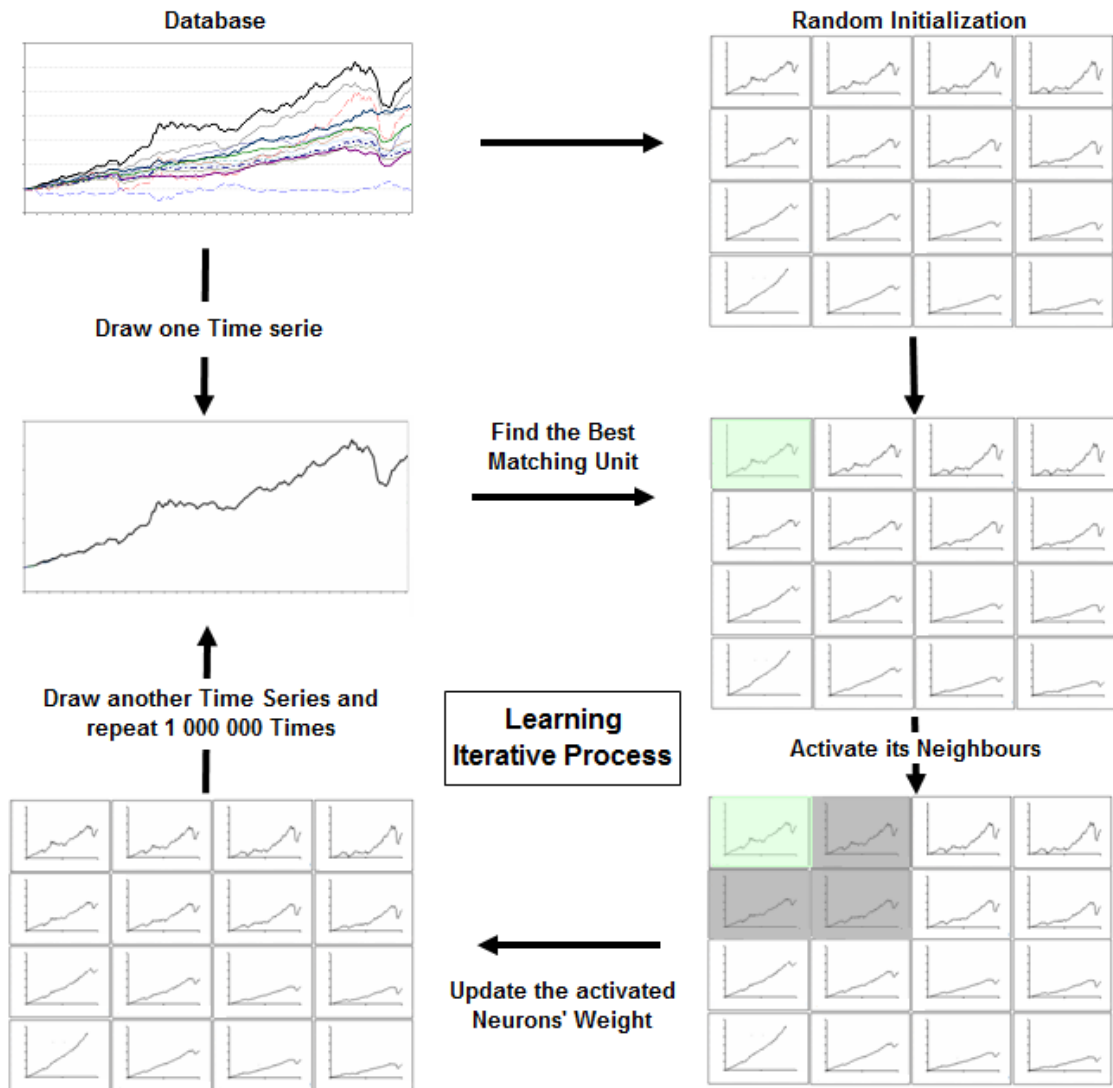 Database
Random Initialization
Draw one Time serie
Find the Best
Matching Unit
Draw another Time Series and
repeat 1 000 000 Times
Learning
Iterative Process
Activate its Neighbours
Update the activated
Neurons' Weight